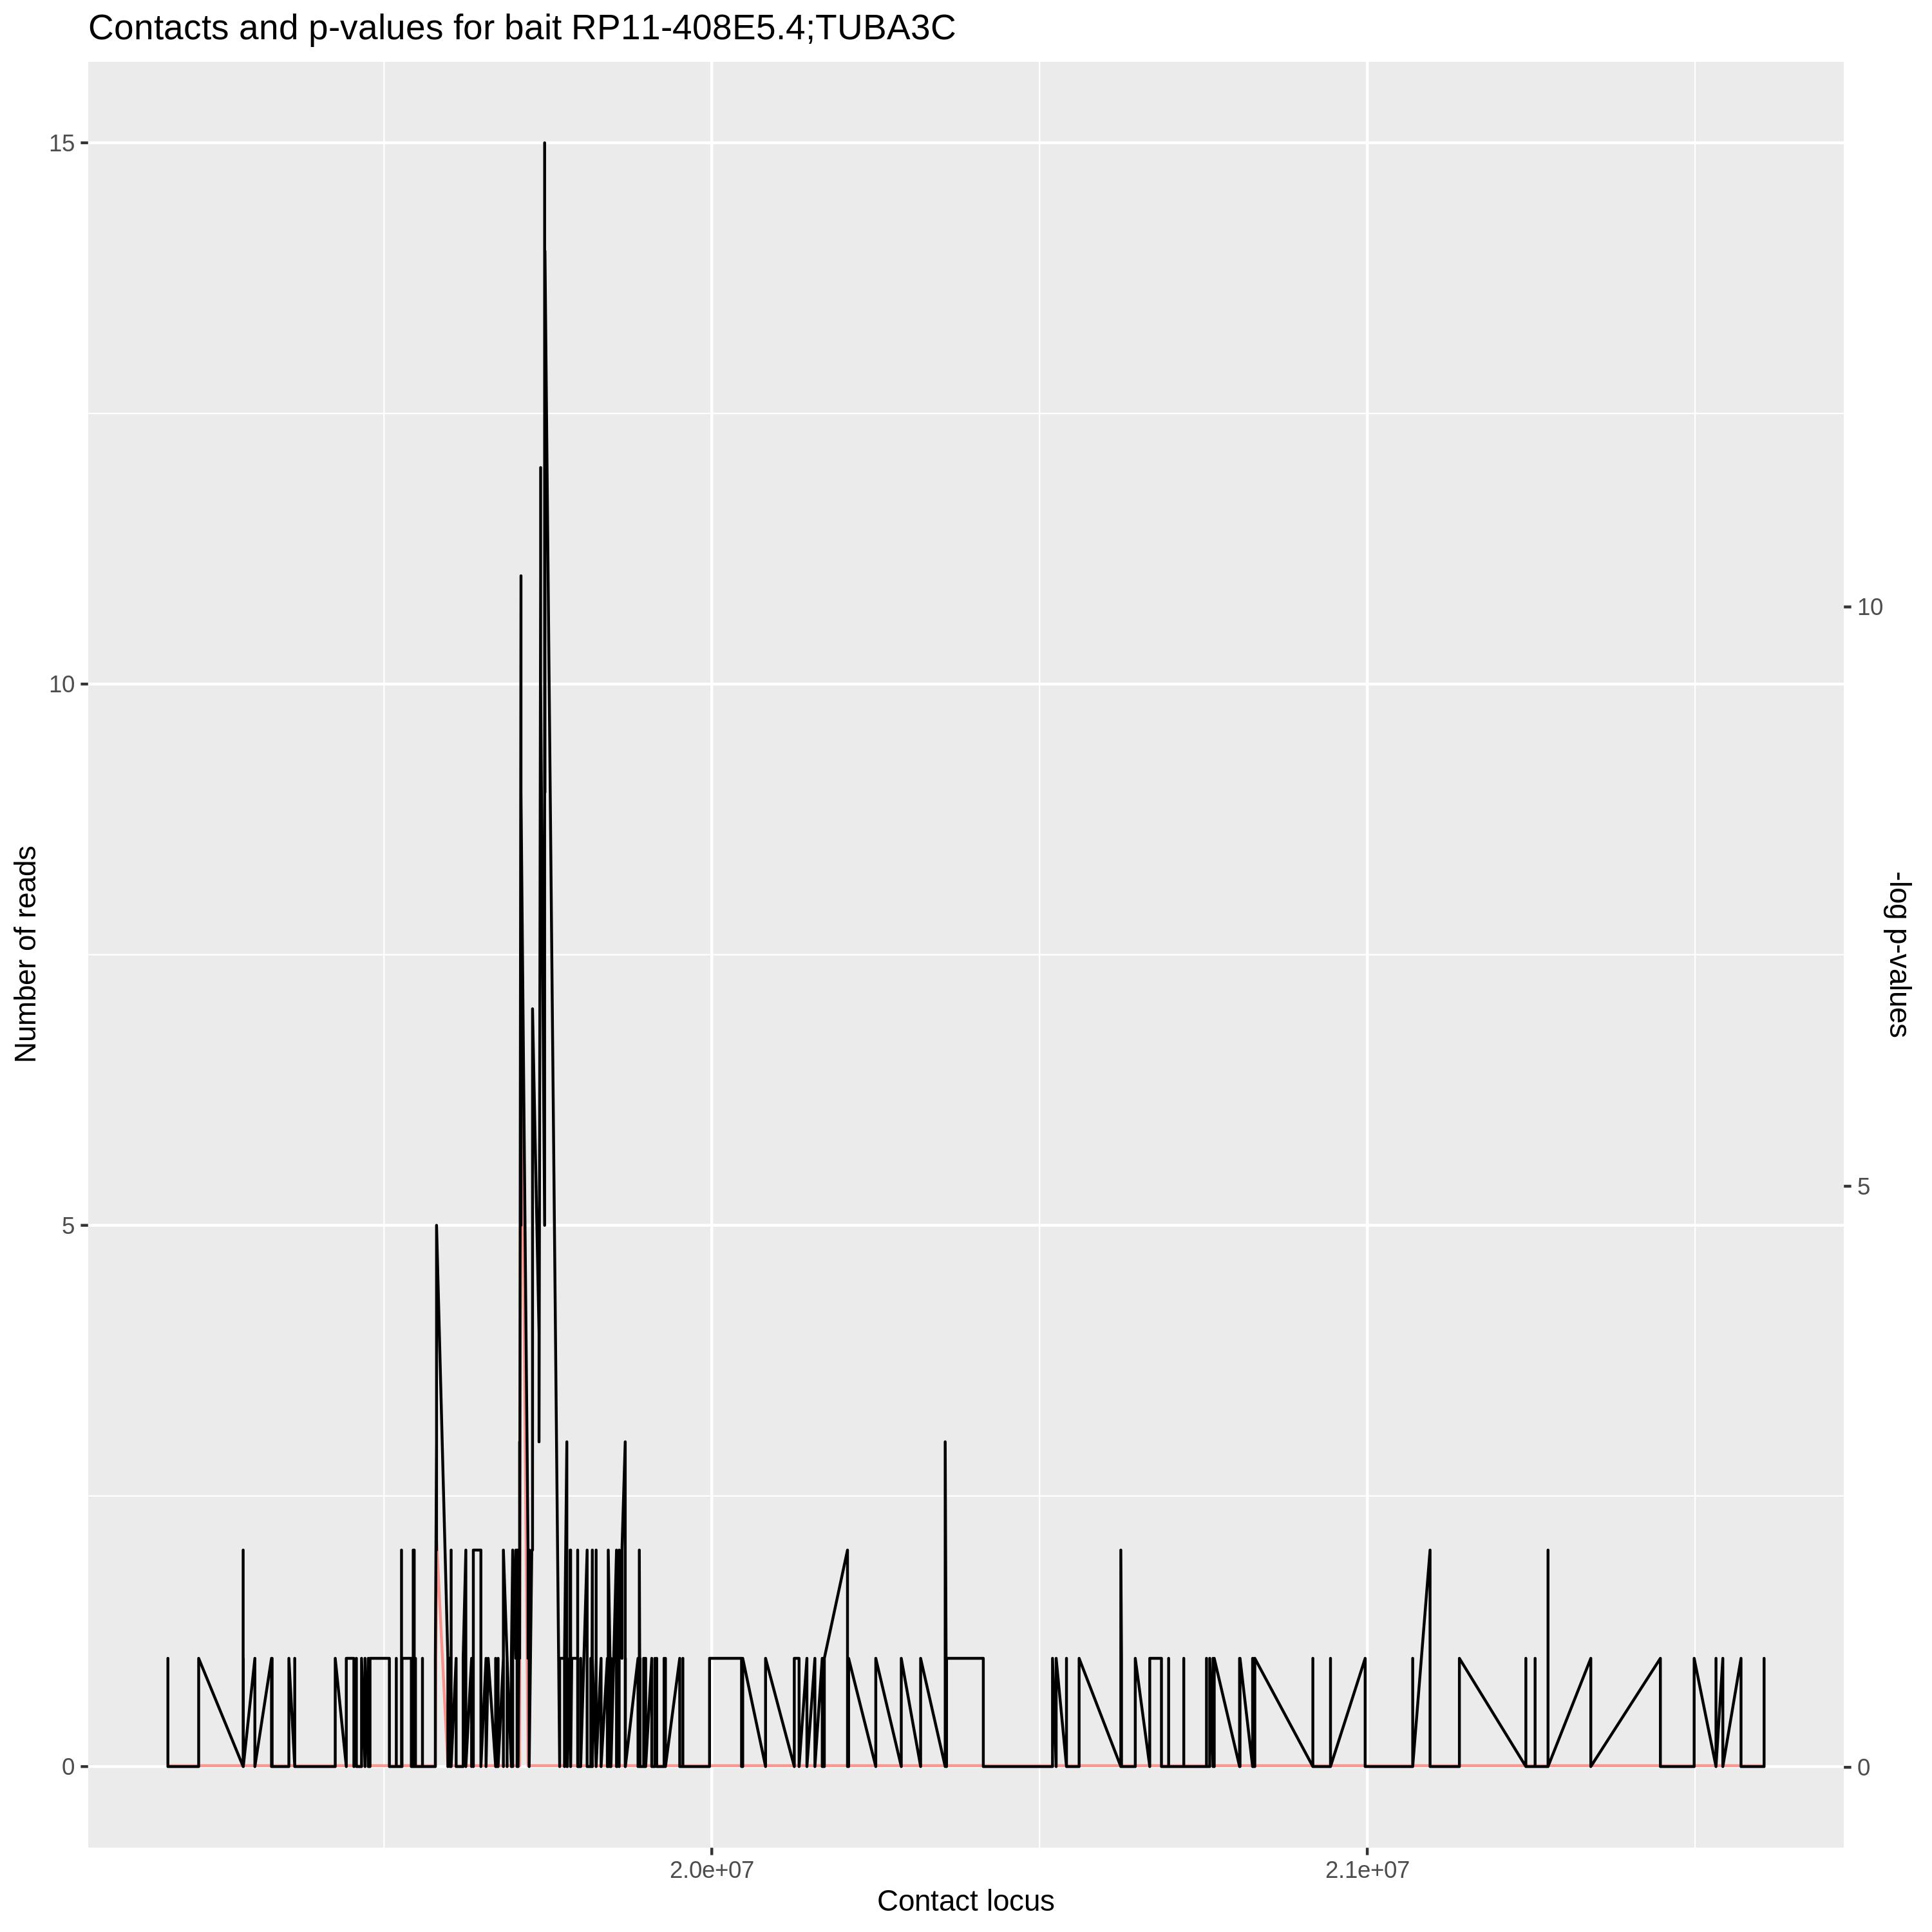 Contacts and p-values for bait RP11-408E5.4;TUBA3C
15
10
5
0
Number of reads
10
5
0
-log p-values
2.0e+07
2.1e+07
Contact locus